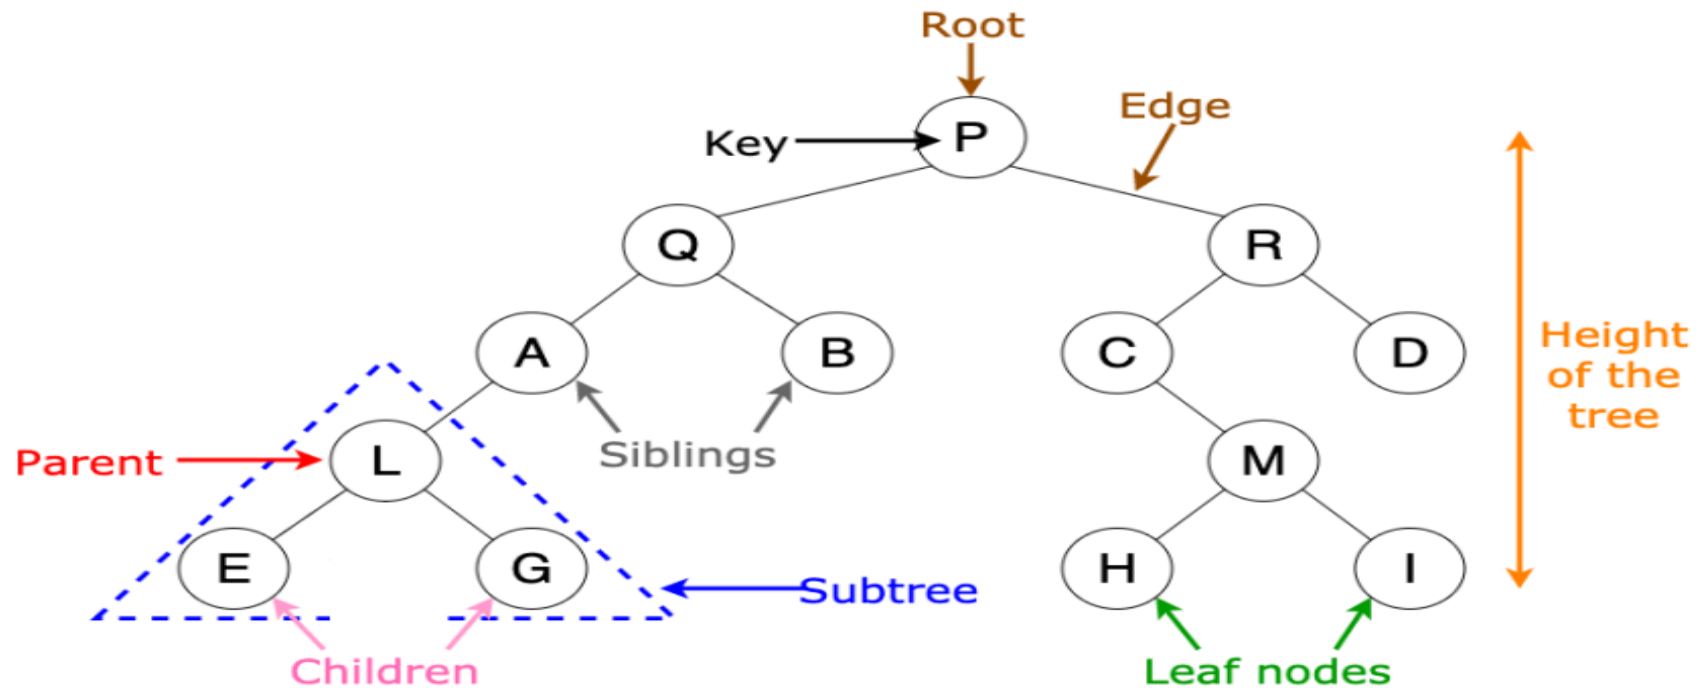 Root
Edge
Key
P
Q
R
A
B
C
D
Height
of the
tree
Parent
L
Siblings
M
E
G
H
I
Subtree
Children
Leaf nodes